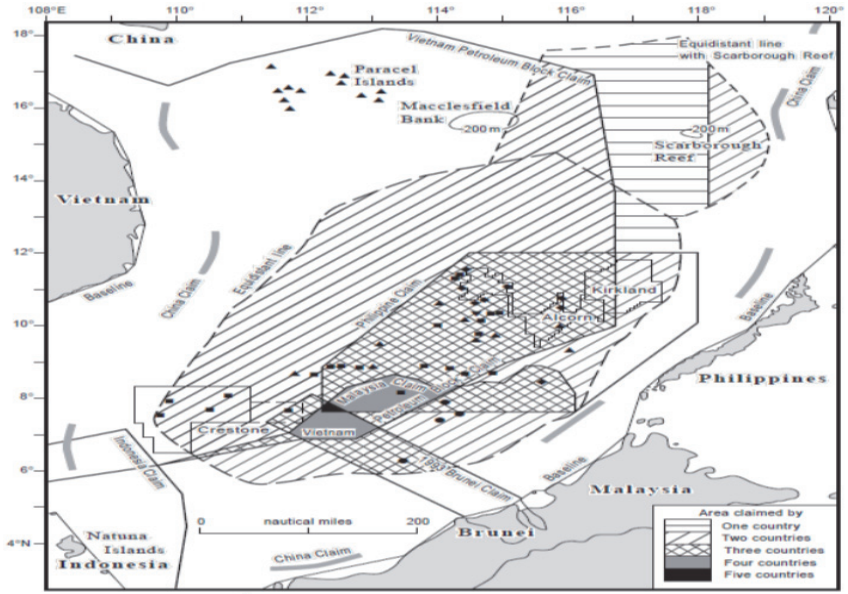 108°
110°
112°
114°
116°
118°
120°
18°
16°
14°
12°
10°
8°
6°
4°N
China
Vietnam Petroleum Block Claim
Equidistant line
with Scarborough Reef
China Claim
Paracel
Islands
Macclesfield
Bank
200m
200m
Scarborough
Reef
Vietnam
Baseline
China Claim
Equidistant line
Philippine Claim
Kirkland
Alcorn
Baseline
Philippines
Malaysia Claim
Petroleum Block Claim
Crestone
Vietnam
Indonesia Claim
1993 Brunei Claim
Baseline
Malaysia
0 nautical miles 200
Natuna
Islands
Indonesia
China Claim
Brunei
Area claimed by
One country
Two countries
Three countries
Four countries
Five countries